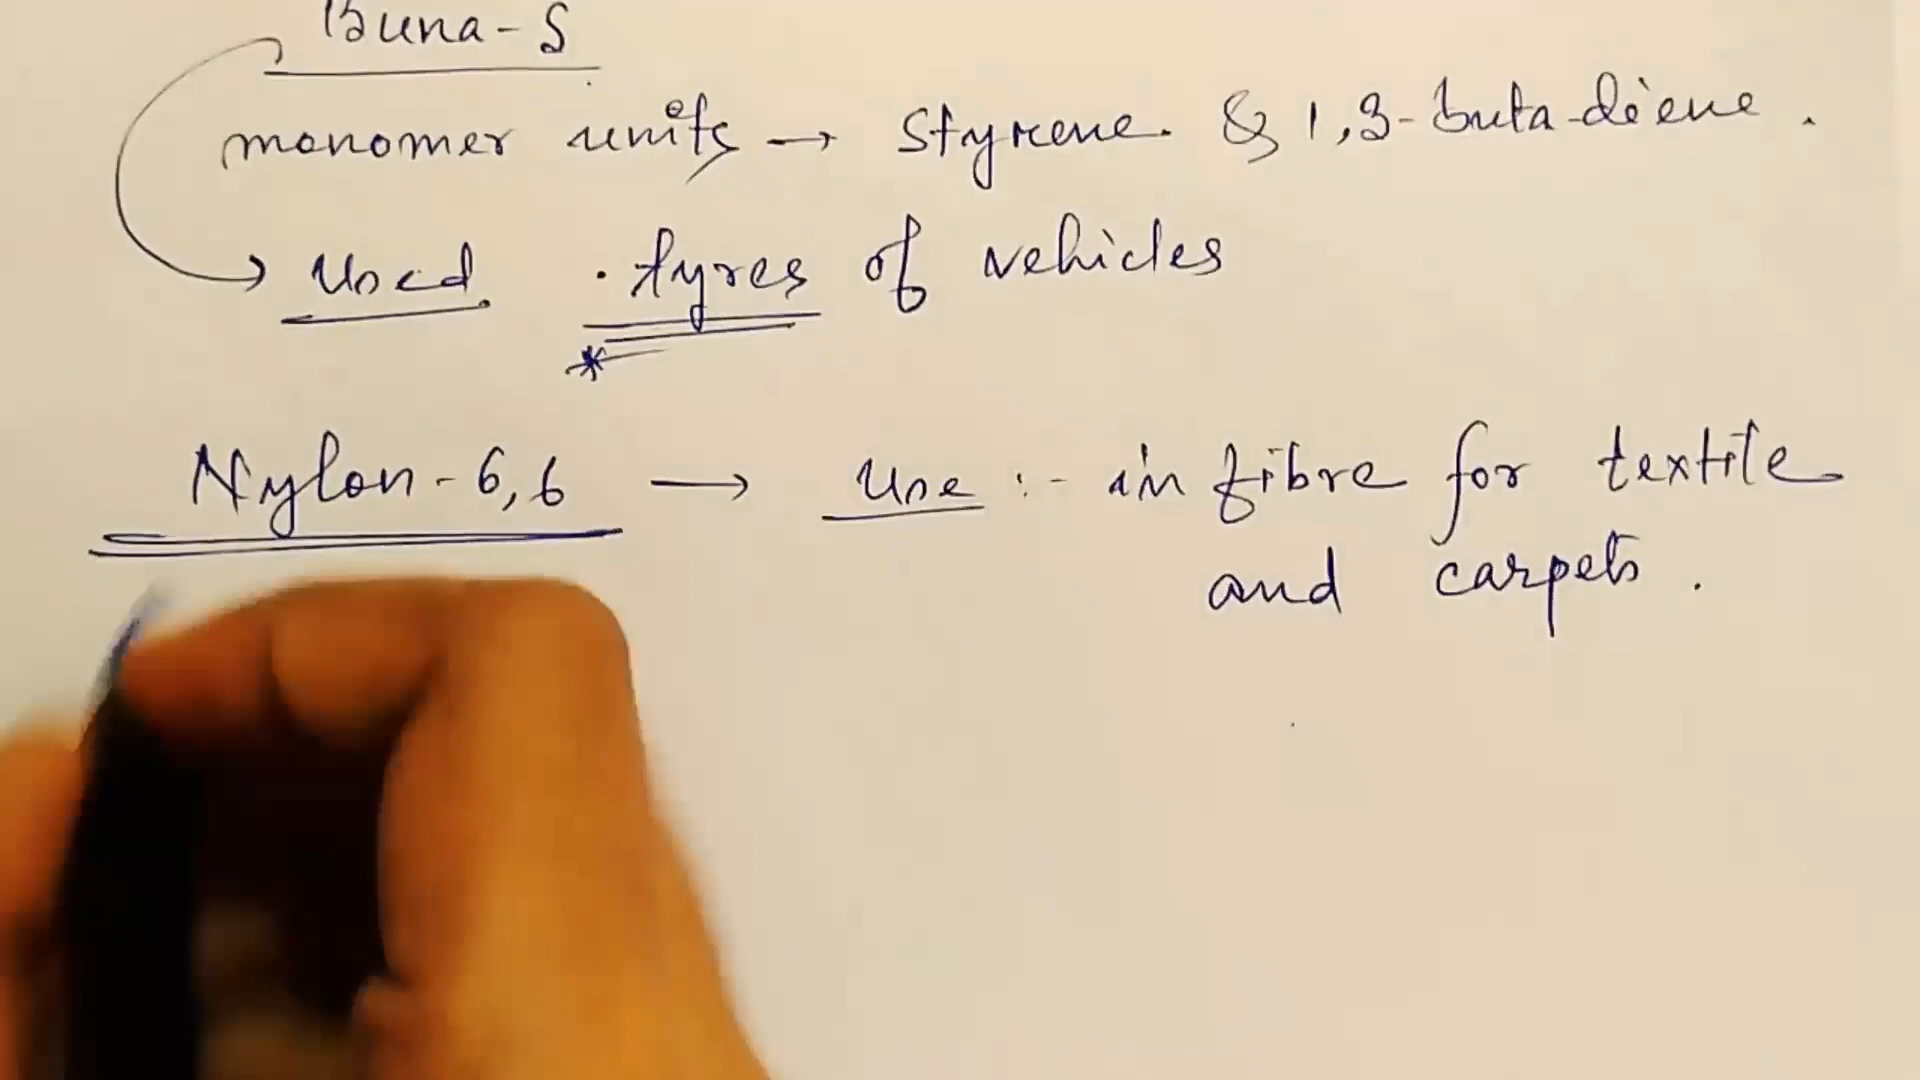 Buna-S
monomer units → Styrene & 1,3-buta-diene.
Used . tyres of vehicles
*
Nylon-6,6 → Use :- in fibre for textile
and carpets.